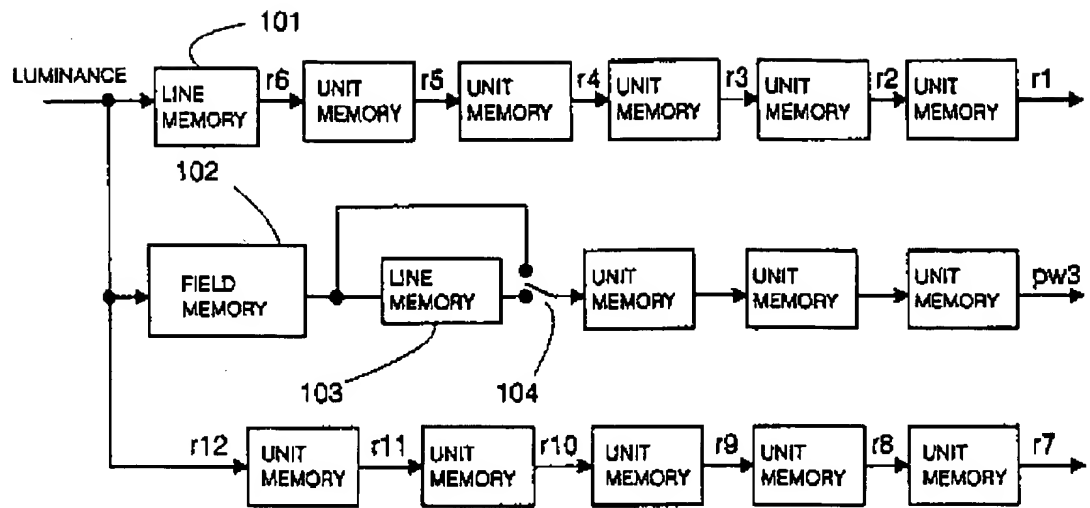 101
LUMINANCE
LINE
MEMORY
r6
UNIT
MEMORY
r5
UNIT
MEMORY
r4
UNIT
MEMORY
r3
UNIT
MEMORY
r2
UNIT
MEMORY
r1
102
FIELD
MEMORY
LINE
MEMORY
103
104
UNIT
MEMORY
UNIT
MEMORY
UNIT
MEMORY
pw3
r12
UNIT
MEMORY
r11
UNIT
MEMORY
r10
UNIT
MEMORY
r9
UNIT
MEMORY
r8
UNIT
MEMORY
r7